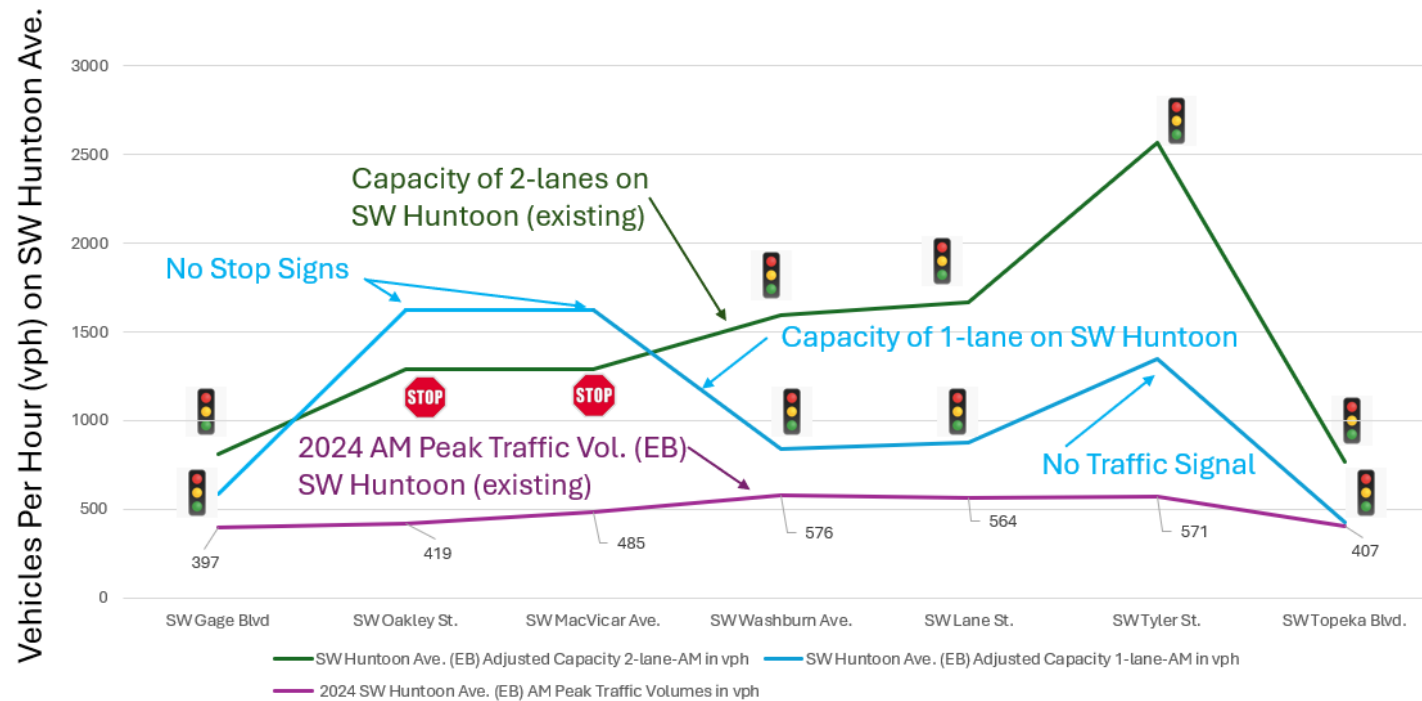 Vehicles Per Hour (vph) on SW Huntoon Ave.
3000
2500
2000
1500
1000
500
0
Capacity of 2-lanes on
SW Huntoon (existing)
No Stop Signs
Capacity of 1-lane on SW Huntoon
STOP
STOP
2024 AM Peak Traffic Vol. (EB)
SW Huntoon (existing)
No Traffic Signal
397
419
485
576
564
571
407
SW Gage Blvd
SW Oakley St.
SW MacVicar Ave.
SW Washburn Ave.
SW Lane St.
SW Tyler St.
SW Topeka Blvd.
SW Huntoon Ave. (EB) Adjusted Capacity 2-lane-AM in vph
SW Huntoon Ave. (EB) Adjusted Capacity 1-lane-AM in vph
2024 SW Huntoon Ave. (EB) AM Peak Traffic Volumes in vph